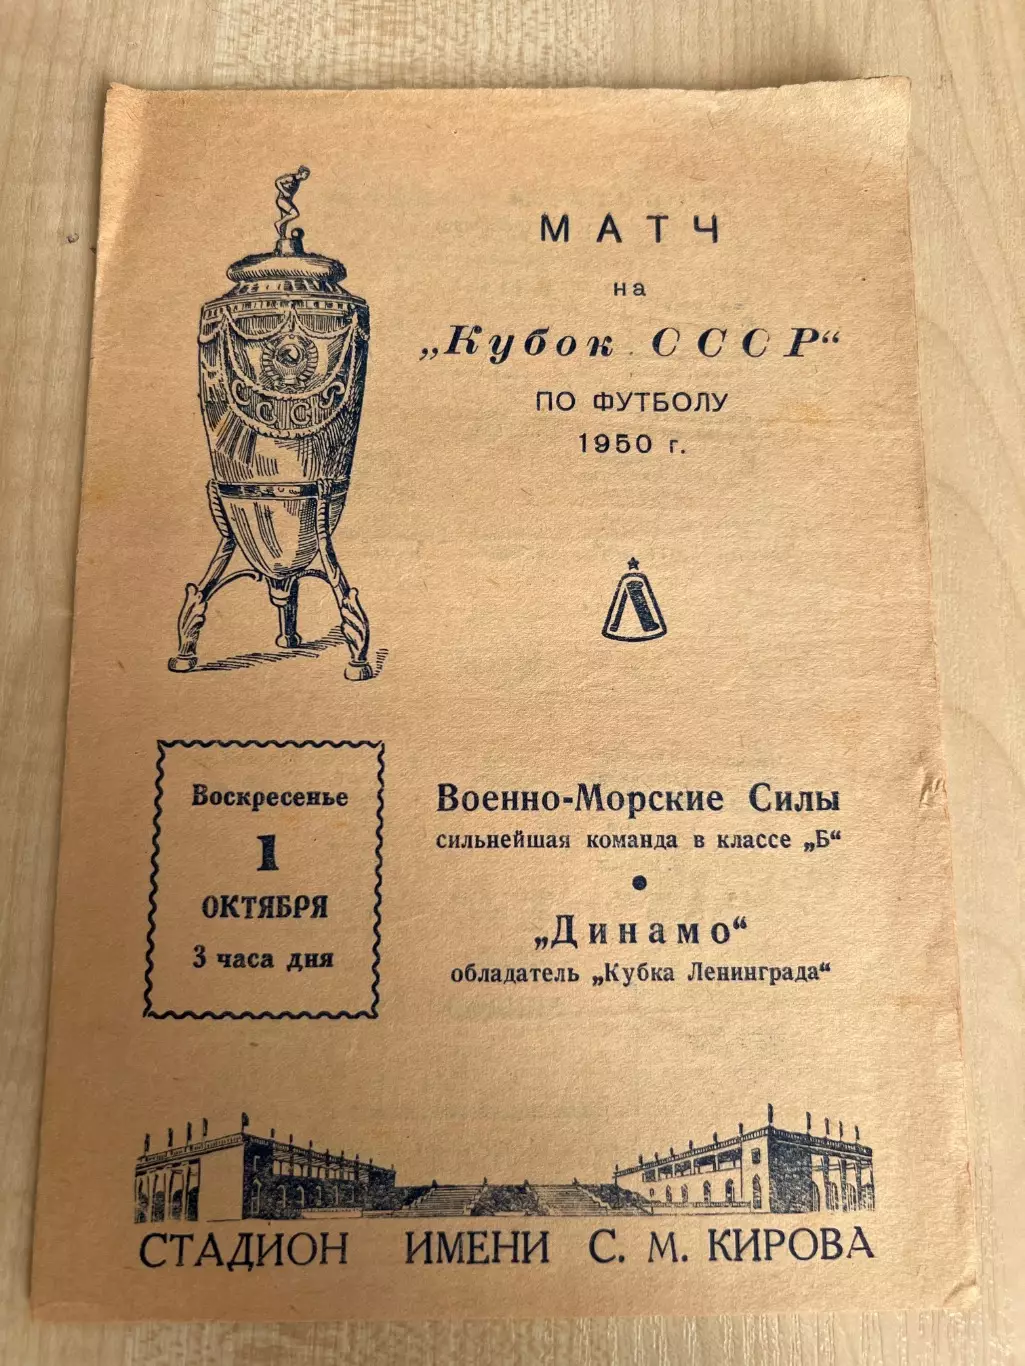 МАТЧ
на
„Кубок СССР“
ПО ФУТБОЛУ
1950 г.
СССР
Л
Воскресенье
1
ОКТЯБРЯ
3 часа дня
Военно-Морские Силы
сильнейшая команда в классе „Б“
„Динамо“
обладатель „Кубка Ленинграда“
СТАДИОН ИМЕНИ С. М. КИРОВА